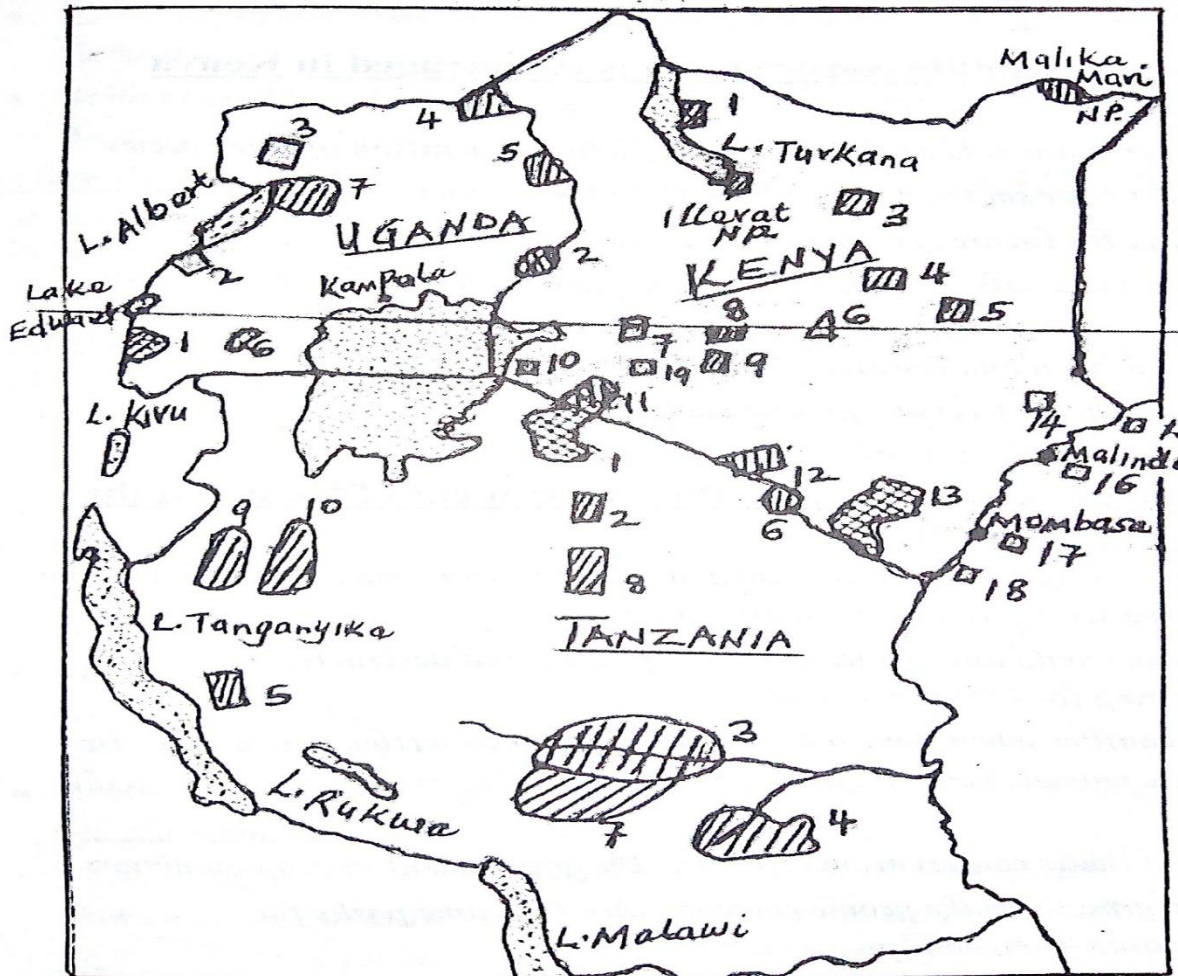 Malika
Mari
NP.
4
3
1
L. Turkana
5
7
L. Albert
UGANDA
Illarat
NP.
3
2
2
KENYA
Kampala
4
Lake
Edward
8
6
5
1
6
7
10
19
9
L. Kivu
11
14
1
Malindi
12
16
13
9
10
2
6
Mombasa
17
8
18
L. Tanganyika
TANZANIA
5
3
L. Rukwa
7
4
L. Malawi